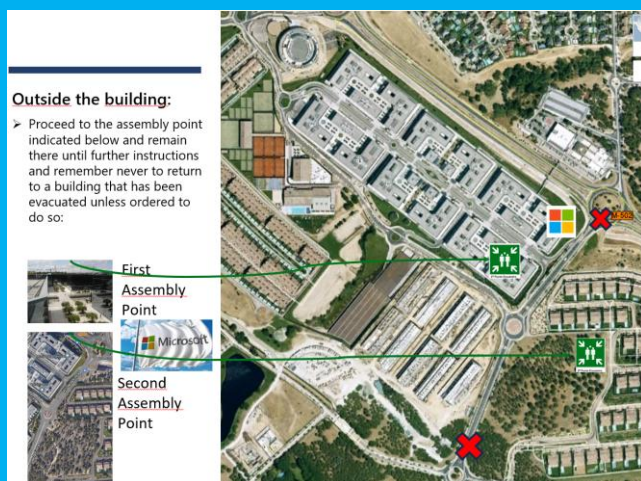 Outside the building:
➢ Proceed to the assembly point
indicated below and remain
there until further instructions
and remember never to return
to a building that has been
evacuated unless ordered to
do so:
First
Assembly
Point
Microsoft
Second
Assembly
Point
M-502